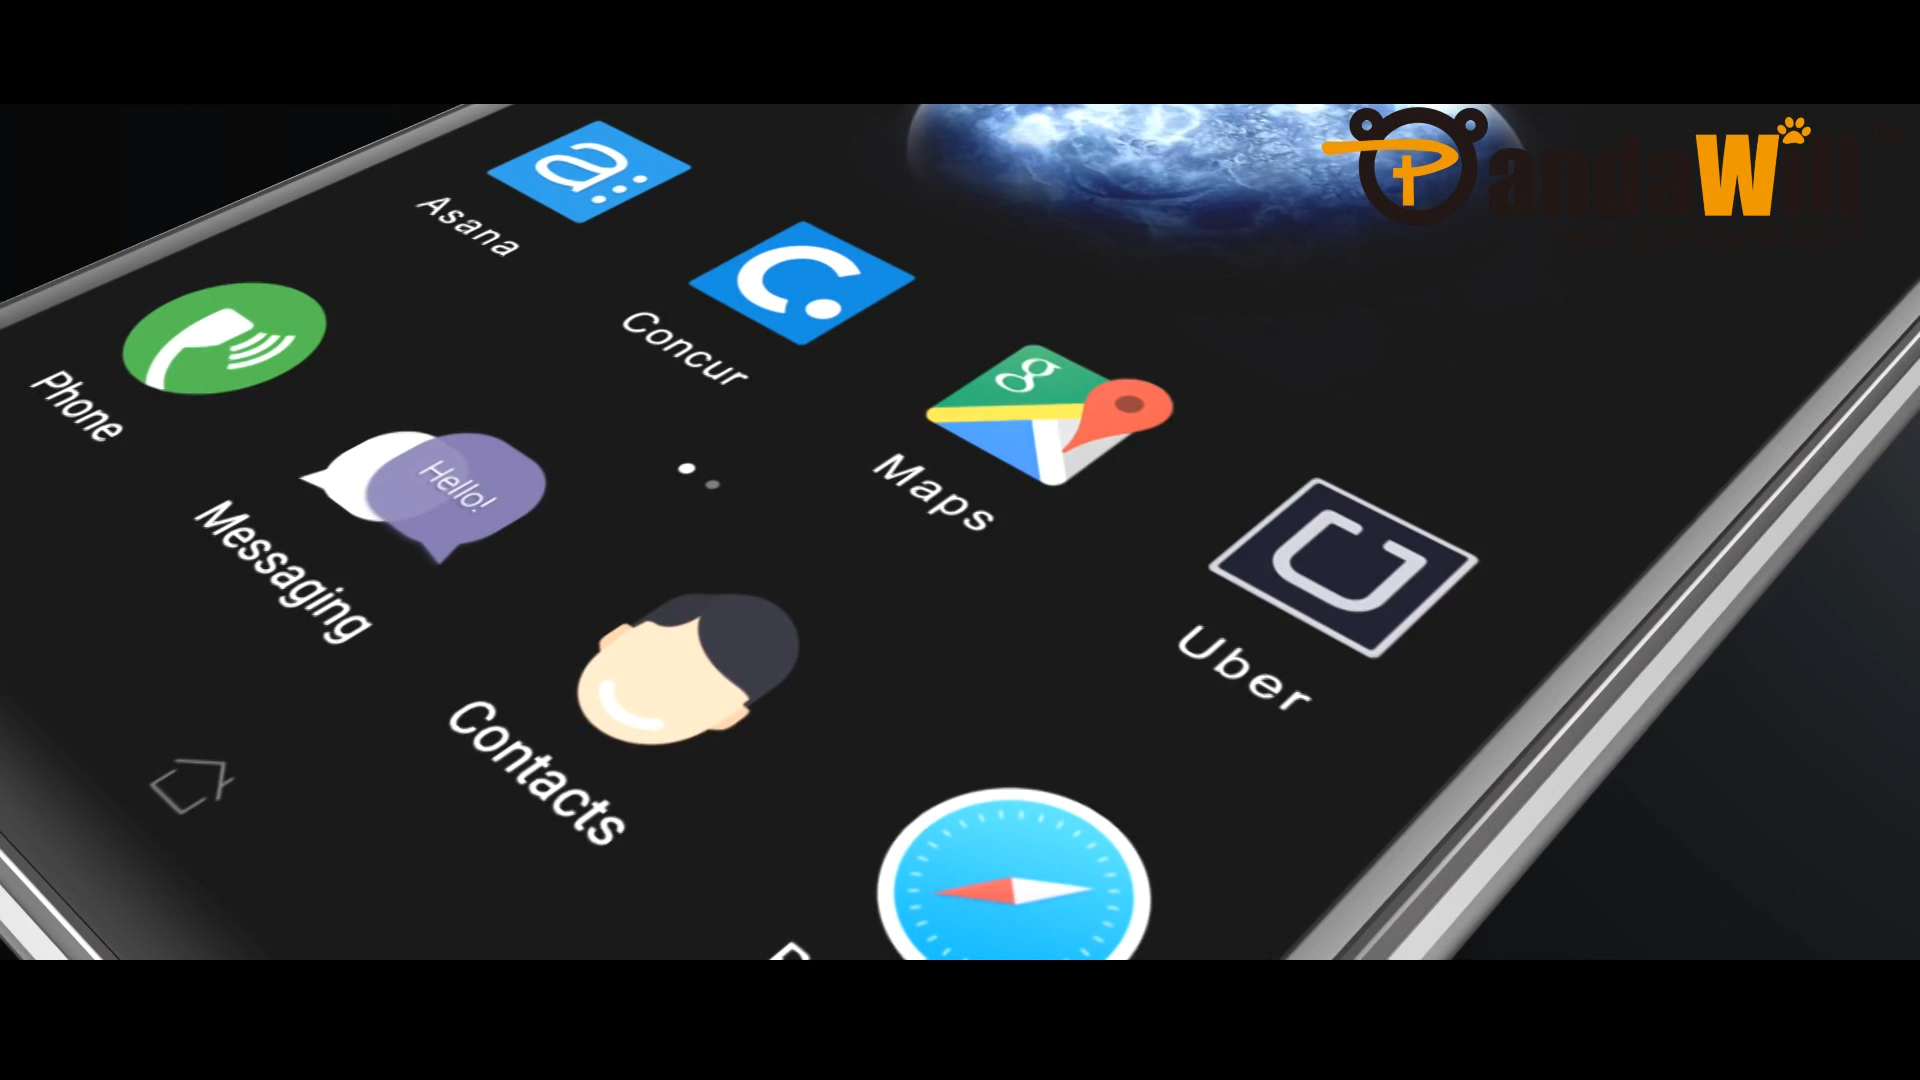 PandaWill
a:
Asana
C.
Concur
g
Maps
U
Uber
Phone
Hello!
Messaging
Contacts